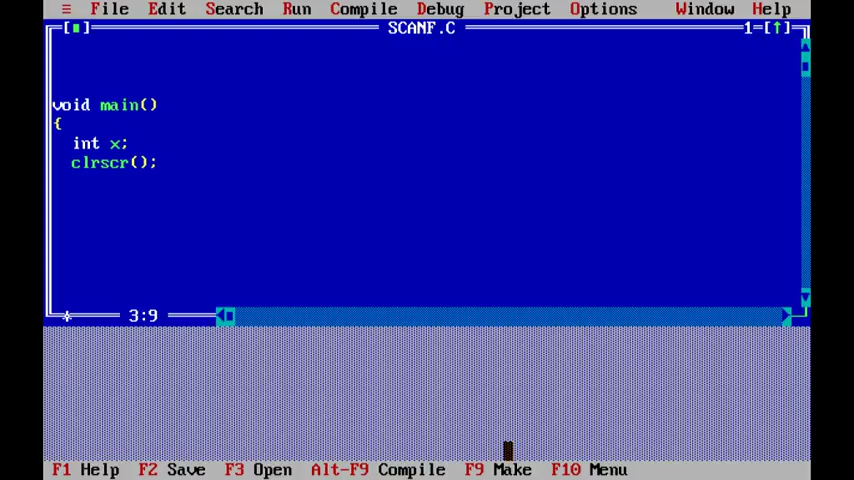 ≡ File Edit Search Run Compile Debug Project Options Window Help
[■] SCANF.C 1=[↑]
void main()
{
int x;
clrscr();
* 3:9
F1 Help F2 Save F3 Open Alt-F9 Compile F9 Make F10 Menu